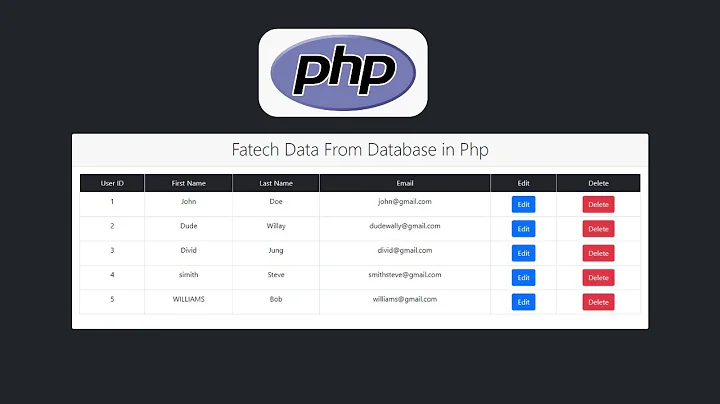 php
Fatech Data From Database in Php
User ID First Name Last Name Email Edit Delete
1 John Doe john@gmail.com Edit Delete
2 Dude Willay dudewally@gmail.com Edit Delete
3 Divid Jung divid@gmail.com Edit Delete
4 simith Steve smithsteve@gmail.com Edit Delete
5 WILLIAMS Bob williams@gmail.com Edit Delete